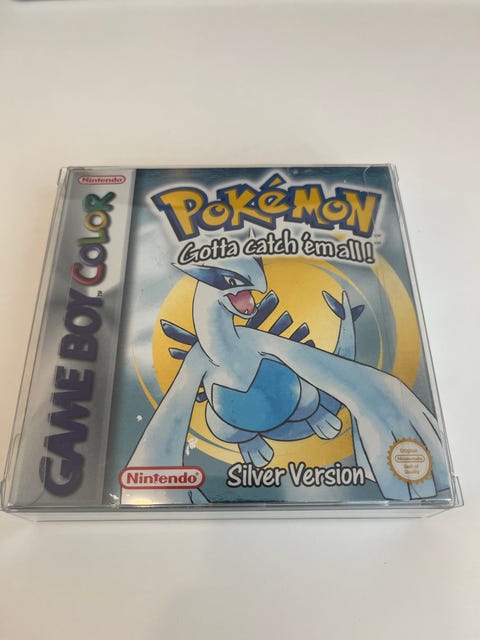 Nintendo
GAME BOY COLOR
POKéMON
Gotta catch 'em all!
Nintendo
Silver Version
Original
Nintendo
Seal of
Quality